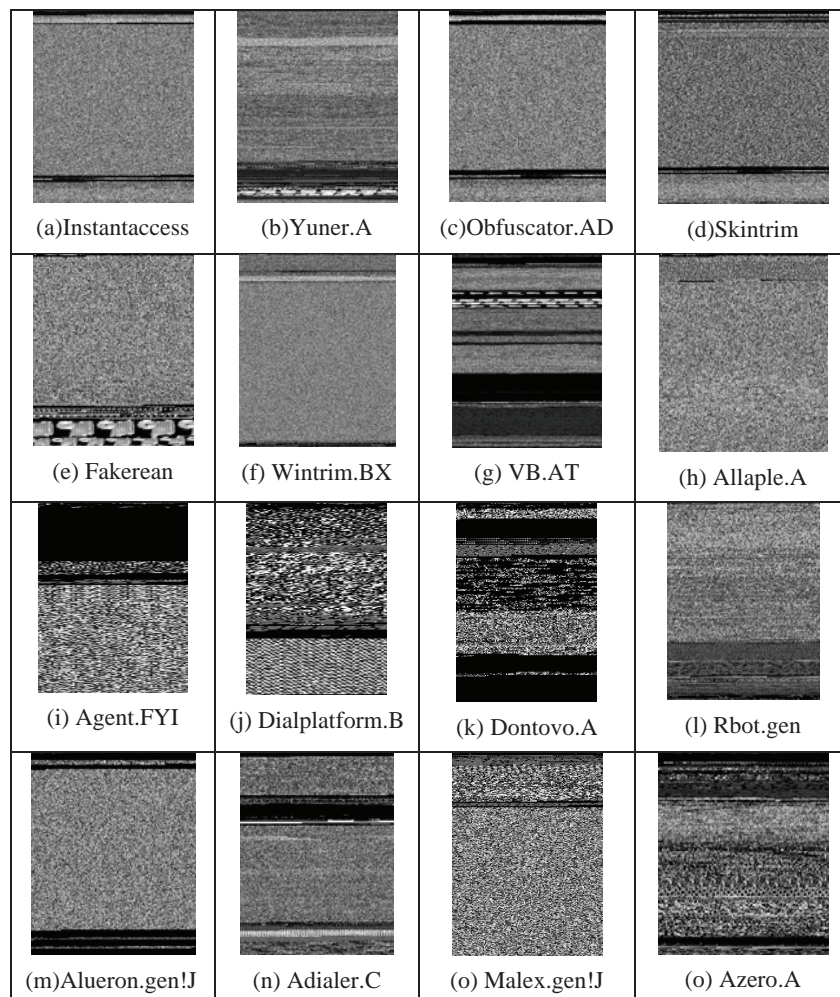 (a)Instantaccess
(b)Yuner.A
(c)Obfuscator.AD
(d)Skintrim
(e) Fakerean
(f) Wintrim.BX
(g) VB.AT
(h) Allaple.A
(i) Agent.FYI
(j) Dialplatform.B
(k) Dontovo.A
(l) Rbot.gen
(m)Alueron.gen!J
(n) Adialer.C
(o) Malex.gen!J
(o) Azero.A